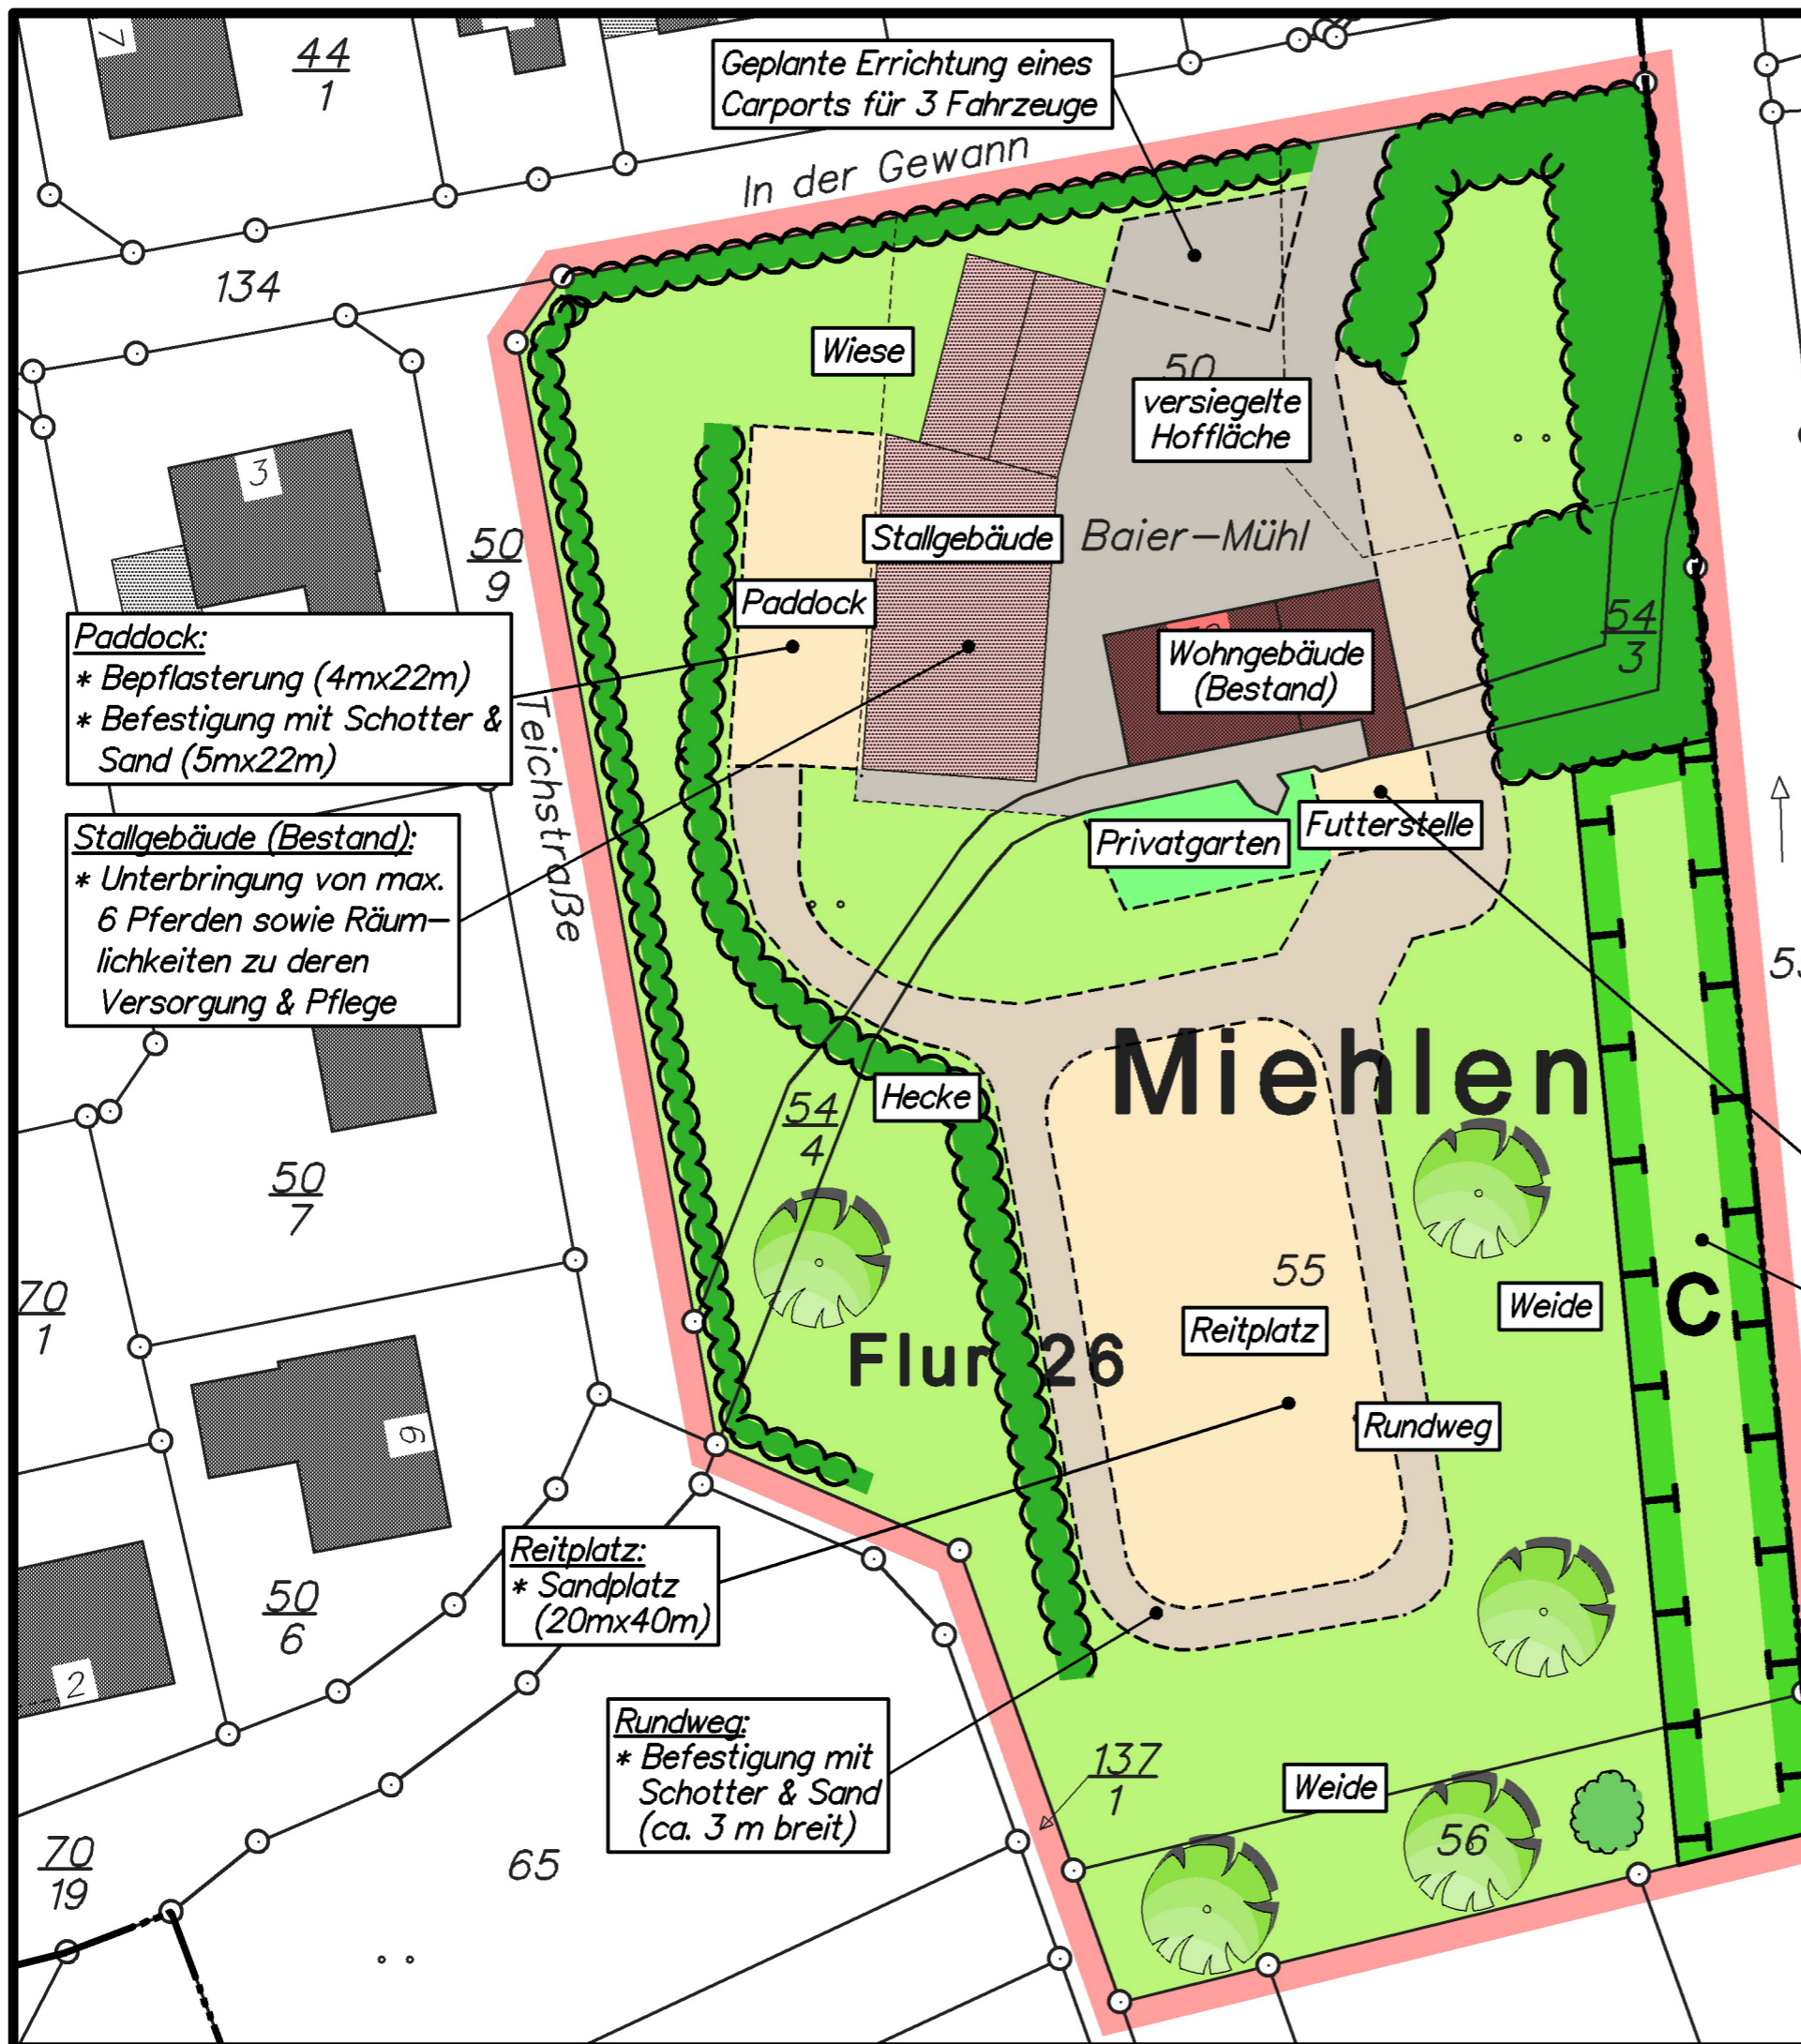 7
44
1
Geplante Errichtung eines
Carports für 3 Fahrzeuge
In der Gewann
134
Wiese
50
versiegelte
Hoffläche
3
50
9
Stallgebäude
Baier-Mühl
Paddock
54
3
Wohngebäude
(Bestand)
Paddock:
* Bepflasterung (4mx22m)
* Befestigung mit Schotter &
Sand (5mx22m)
Teichstraße
Stallgebäude (Bestand):
* Unterbringung von max.
6 Pferden sowie Räum-
lichkeiten zu deren
Versorgung & Pflege
Privatgarten
Futterstelle
Miehlen
Hecke
54
4
50
7
55
70
1
Weide
C
Reitplatz
Flur 26
Rundweg
9
Reitplatz:
* Sandplatz
(20mx40m)
50
6
2
Rundweg:
* Befestigung mit
Schotter & Sand
(ca. 3 m breit)
137
1
Weide
56
70
19
65